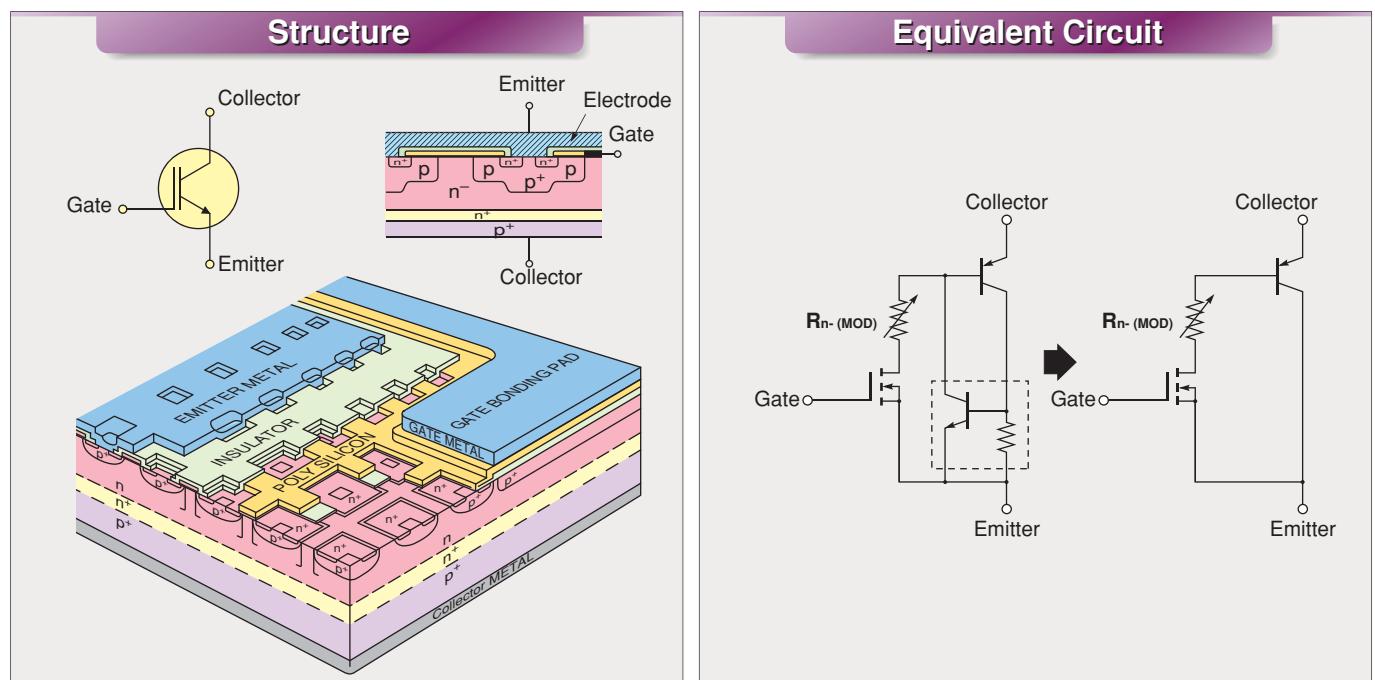 Structure
Collector
Gate
Emitter
Emitter
Electrode
Gate
n+ n+ n+
p p p
p+
n−
n+
p+
Collector
EMITTER METAL
INSULATOR
POLY SILICON
GATE BONDING PAD
GATE METAL
p+ p+ p+ p+ n+ n+ p+ n+ n+ n+ p+ p+ p+
n
n+
p+
n
n+
p+
Collector METAL
Equivalent Circuit
Collector
Rn- (MOD)
Gate
Emitter
Collector
Rn- (MOD)
Gate
Emitter